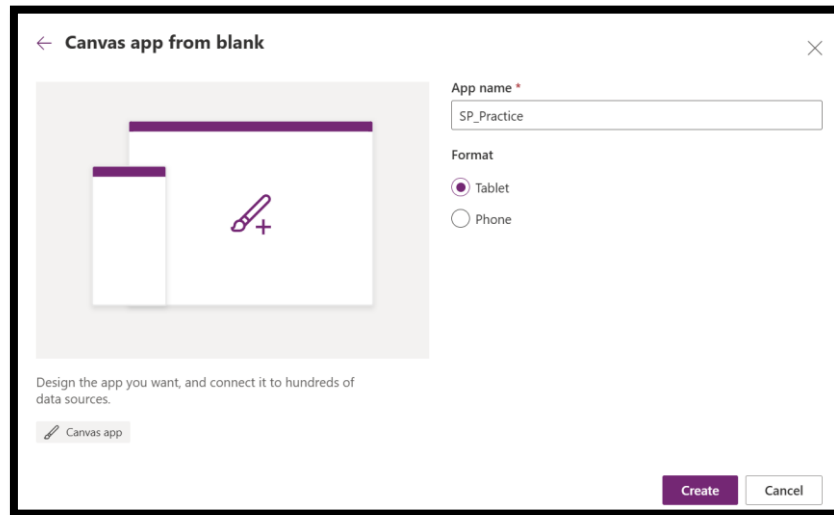 Canvas app from blank
App name *
SP_Practice
Format
Tablet
Phone
Design the app you want, and connect it to hundreds of
data sources.
Canvas app
Create Cancel